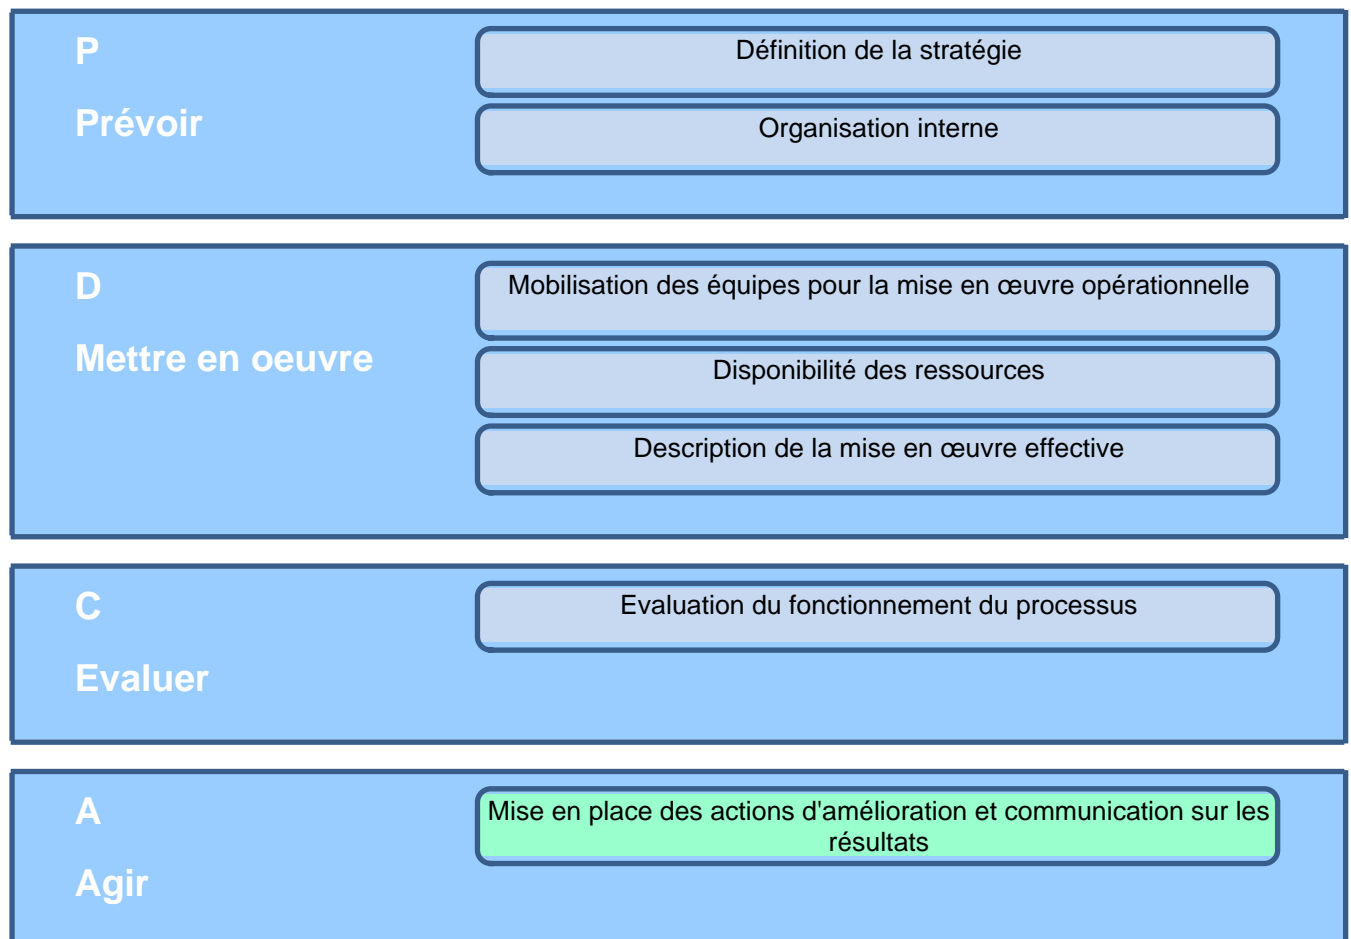 P
Prévoir
Définition de la stratégie
Organisation interne
D
Mettre en oeuvre
Mobilisation des équipes pour la mise en œuvre opérationnelle
Disponibilité des ressources
Description de la mise en œuvre effective
C
Evaluer
Evaluation du fonctionnement du processus
A
Agir
Mise en place des actions d'amélioration et communication sur les
résultats